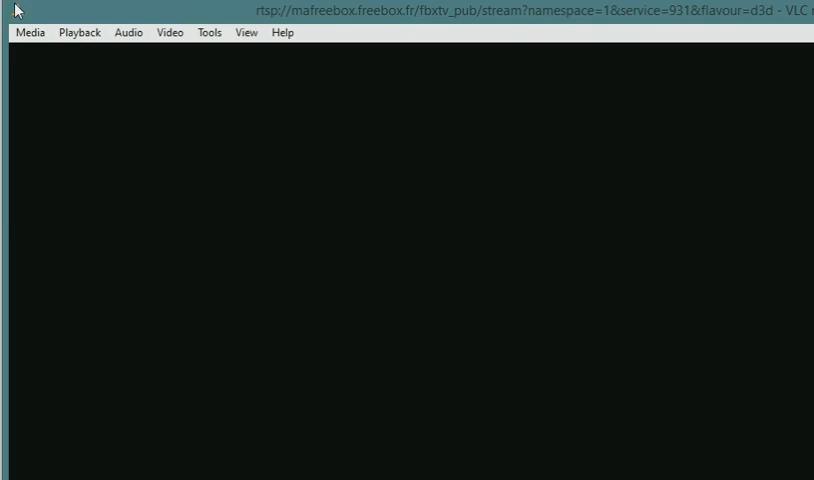 rtsp://mafreebox.freebox.fr/fbxtv_pub/stream?namespace=1&service=931&flavour=d3d - VLC
Media Playback Audio Video Tools View Help